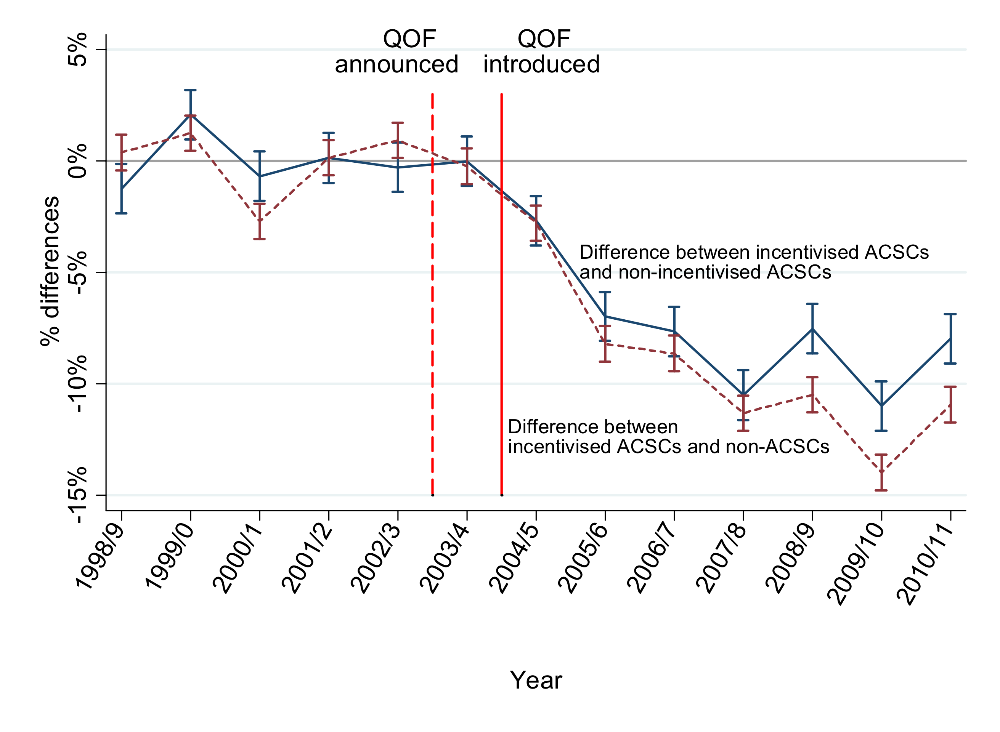 QOF
announced
QOF
introduced
% differences
5%
0%
-5%
-10%
-15%
Difference between incentivised ACSCs
and non-incentivised ACSCs
Difference between
incentivised ACSCs and non-ACSCs
1998/9
1999/0
2000/1
2001/2
2002/3
2003/4
2004/5
2005/6
2006/7
2007/8
2008/9
2009/10
2010/11
Year